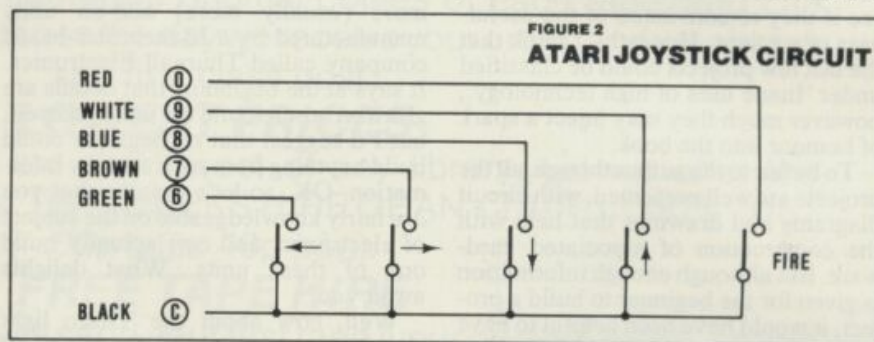 FIGURE 2
ATARI JOYSTICK CIRCUIT
RED 0
WHITE 9
BLUE 8
BROWN 7
GREEN 6
BLACK C
FIRE